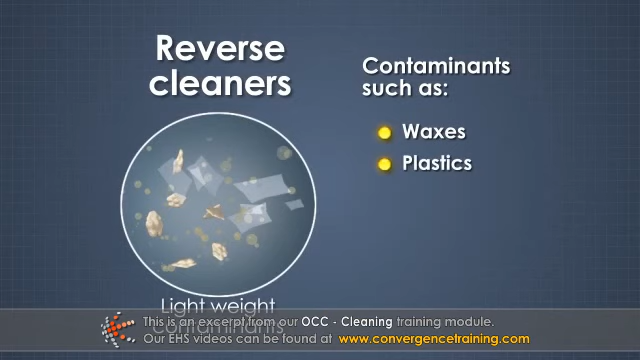 Reverse
cleaners
Contaminants
such as:
Waxes
Plastics
Light weight
contaminants
This is an excerpt from our OCC - Cleaning training module.
Our EHS videos can be found at www.convergencetraining.com